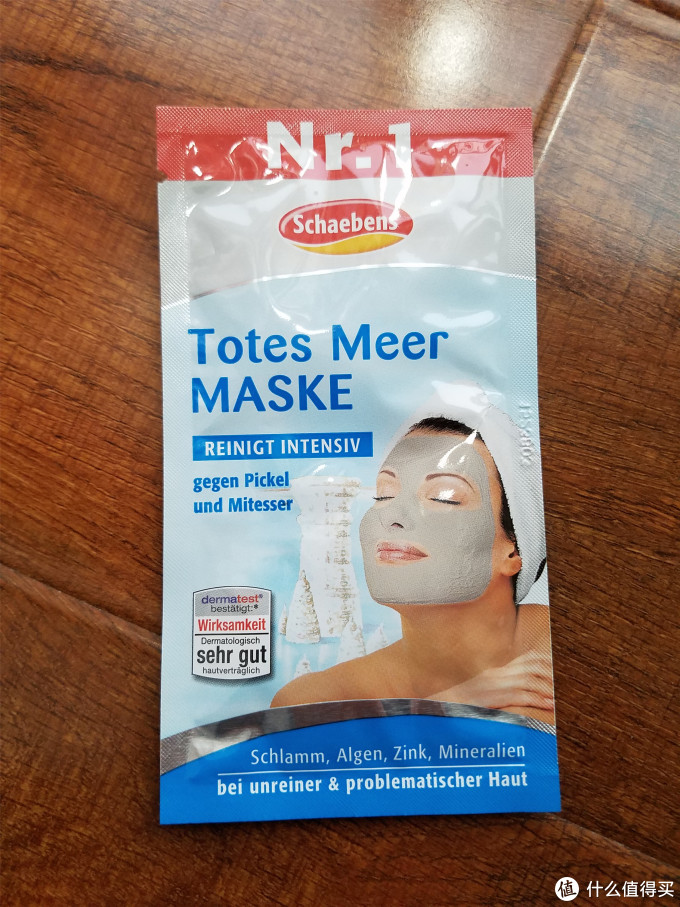 Nr. 1
Schaebens
Totes Meer
MASKE
REINIGT INTENSIV
gegen Pickel
und Mitesser
dermatest®
bestätigt:*
Wirksamkeit
Dermatologisch
sehr gut
hautverträglich
Schlamm, Algen, Zink, Mineralien
bei unreiner & problematischer Haut
值 什么值得买